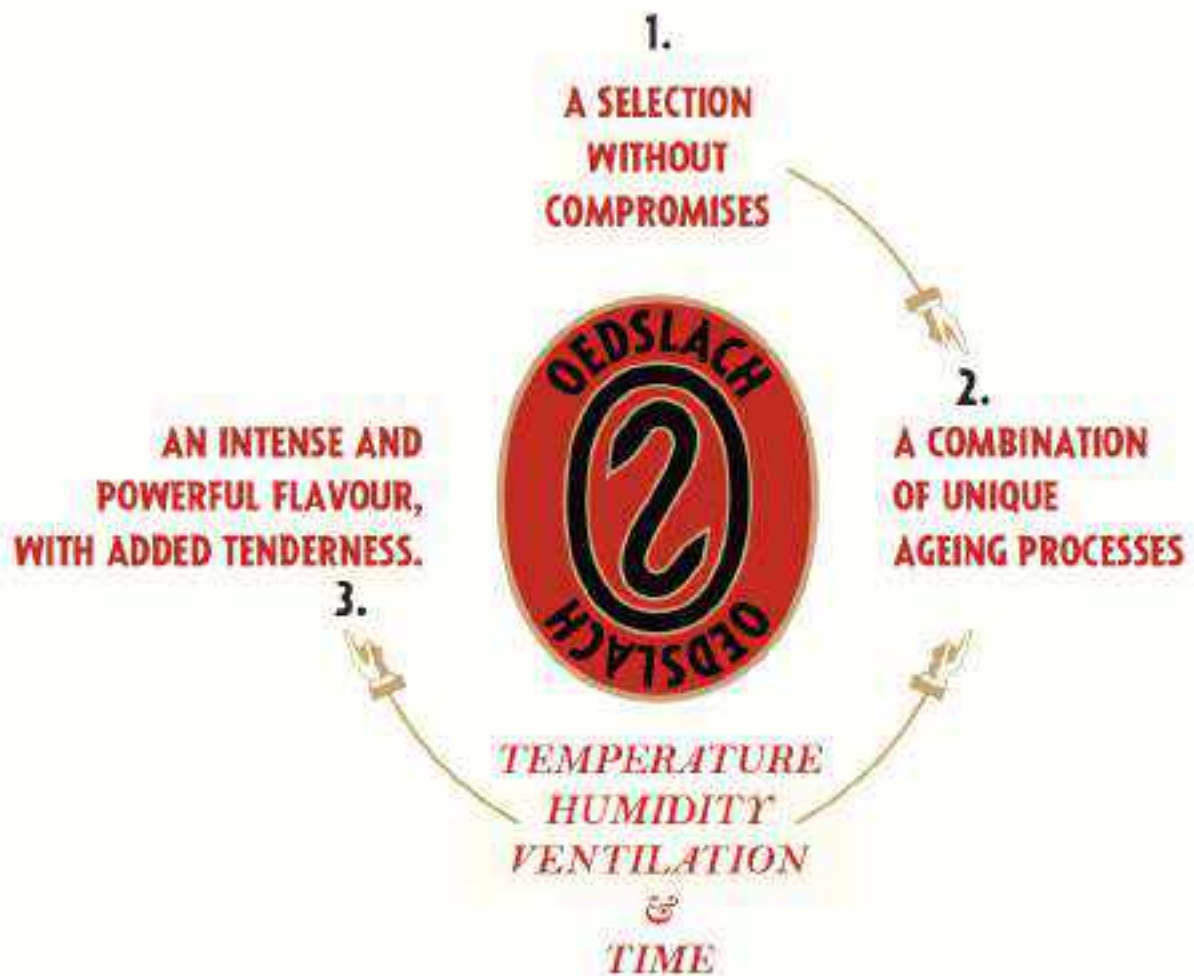 1.
A SELECTION
WITHOUT
COMPROMISES
OEDSLACH
OEDSLACH
2.
A COMBINATION
OF UNIQUE
AGEING PROCESSES
AN INTENSE AND
POWERFUL FLAVOUR,
WITH ADDED TENDERNESS.
3.
TEMPERATURE
HUMIDITY
VENTILATION
&
TIME